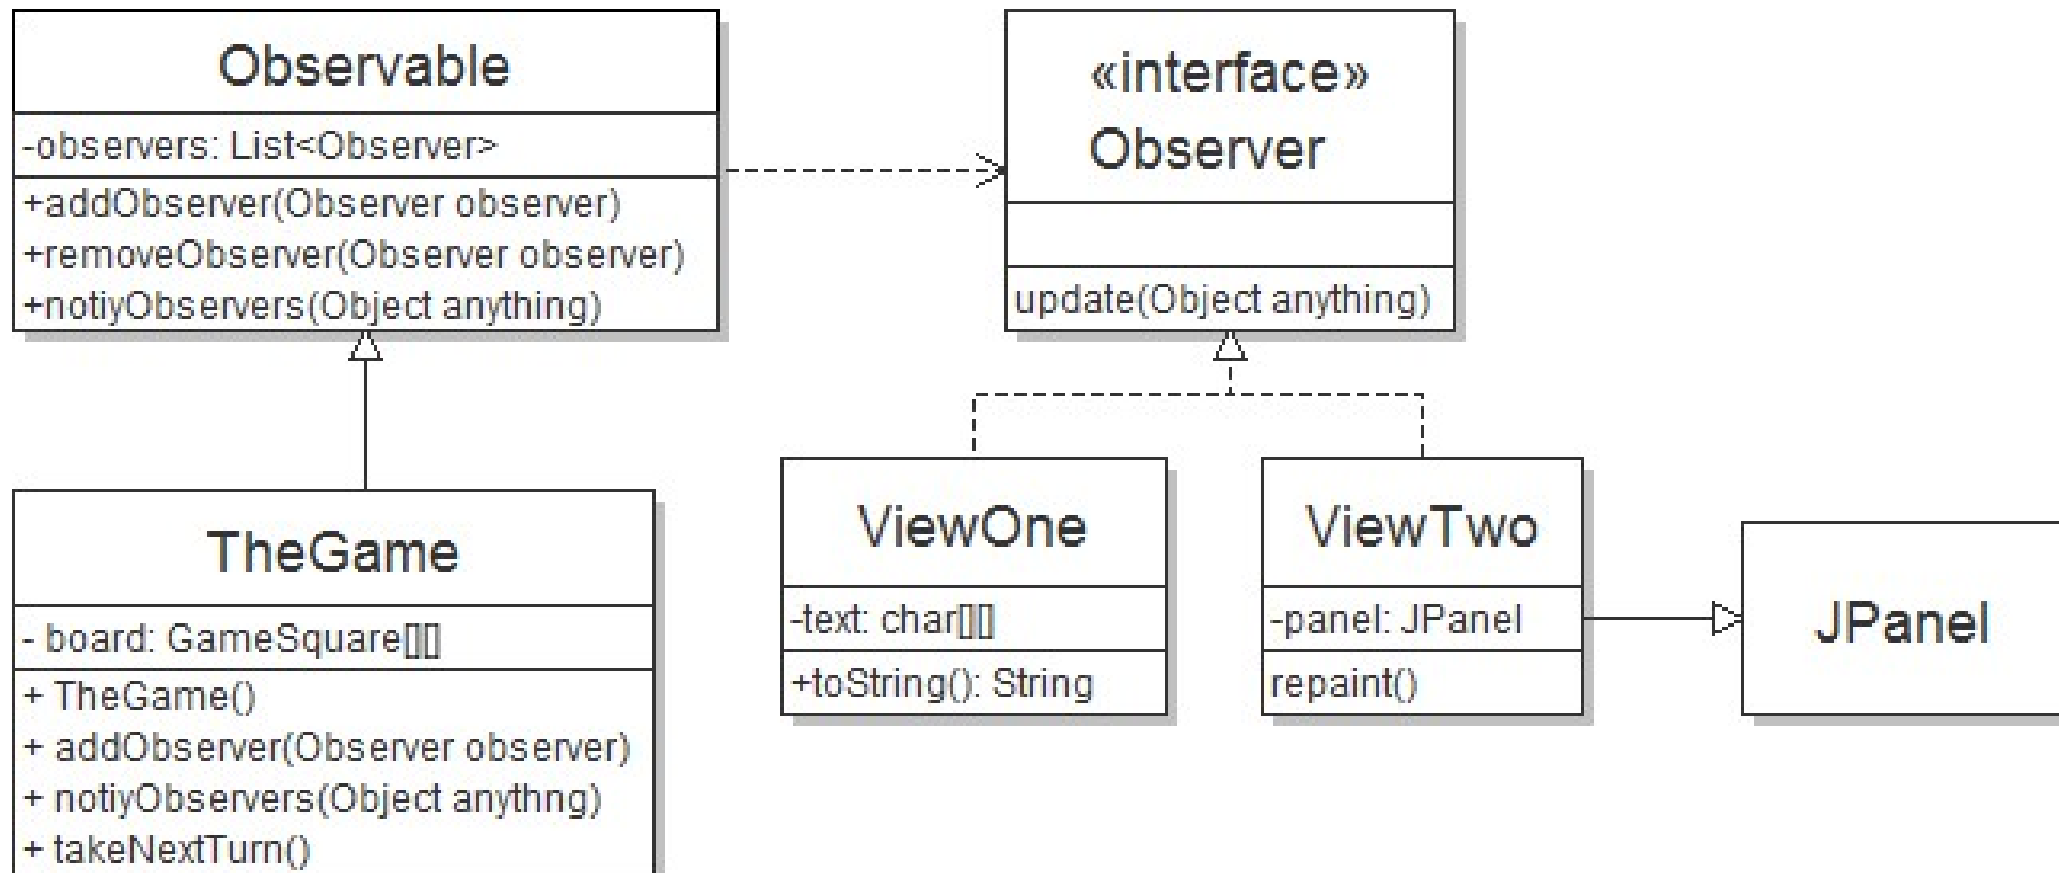 Observable
-observers: List<Observer>
+addObserver(Observer observer)
+removeObserver(Observer observer)
+notiyObservers(Object anything)
«interface»
Observer
update(Object anything)
TheGame
- board: GameSquare[][]
+ TheGame()
+ addObserver(Observer observer)
+ notiyObservers(Object anythng)
+ takeNextTurn()
ViewOne
-text: char[][]
+toString(): String
ViewTwo
-panel: JPanel
repaint()
JPanel